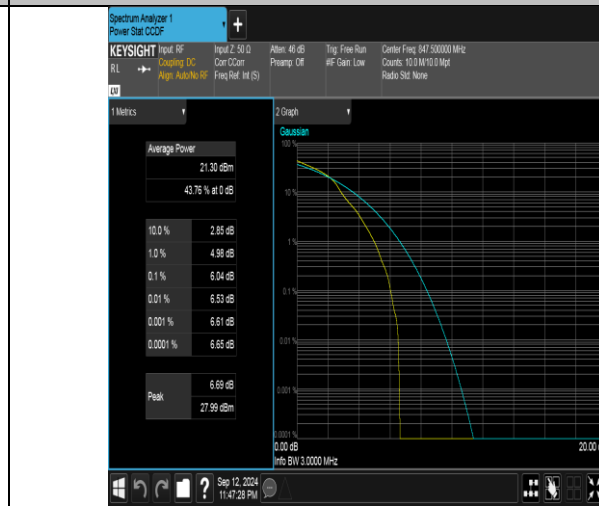 Spectrum Analyzer 1
Power Stat CCDF
KEYSIGHT
Input: RF
Coupling: DC
Align: Auto/No RF
Input Z: 50 Ω
Corr CCorr
Freq Ref: Int (S)
Atten: 46 dB
Preamp: Off
Trig: Free Run
#IF Gain: Low
Center Freq: 847.500000 MHz
Counts: 10.0 M/10.0 Mpt
Radio Std: None
R L
1 Metrics
Average Power
21.30 dBm
43.76 % at 0 dB
10.0 % 2.85 dB
1.0 % 4.98 dB
0.1 % 6.04 dB
0.01 % 6.53 dB
0.001 % 6.61 dB
0.0001 % 6.65 dB
Peak
6.69 dB
27.99 dBm
2 Graph
Gaussian
100 %
10 %
1 %
0.1 %
0.01 %
0.001 %
0.0001 %
0.00 dB
20.00
Info BW 3.0000 MHz
Sep 12, 2024
11:47:28 PM